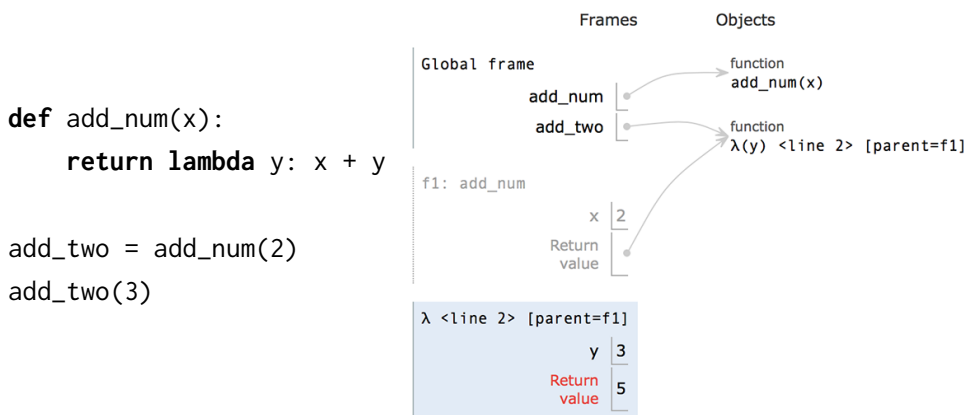 def add_num(x):
    return lambda y: x + y
add_two = add_num(2)
add_two(3)
Frames Objects
Global frame
add_num
add_two
function
add_num(x)
function
λ(y) <line 2> [parent=f1]
f1: add_num
x 2
Return
value
λ <line 2> [parent=f1]
y 3
Return
value 5